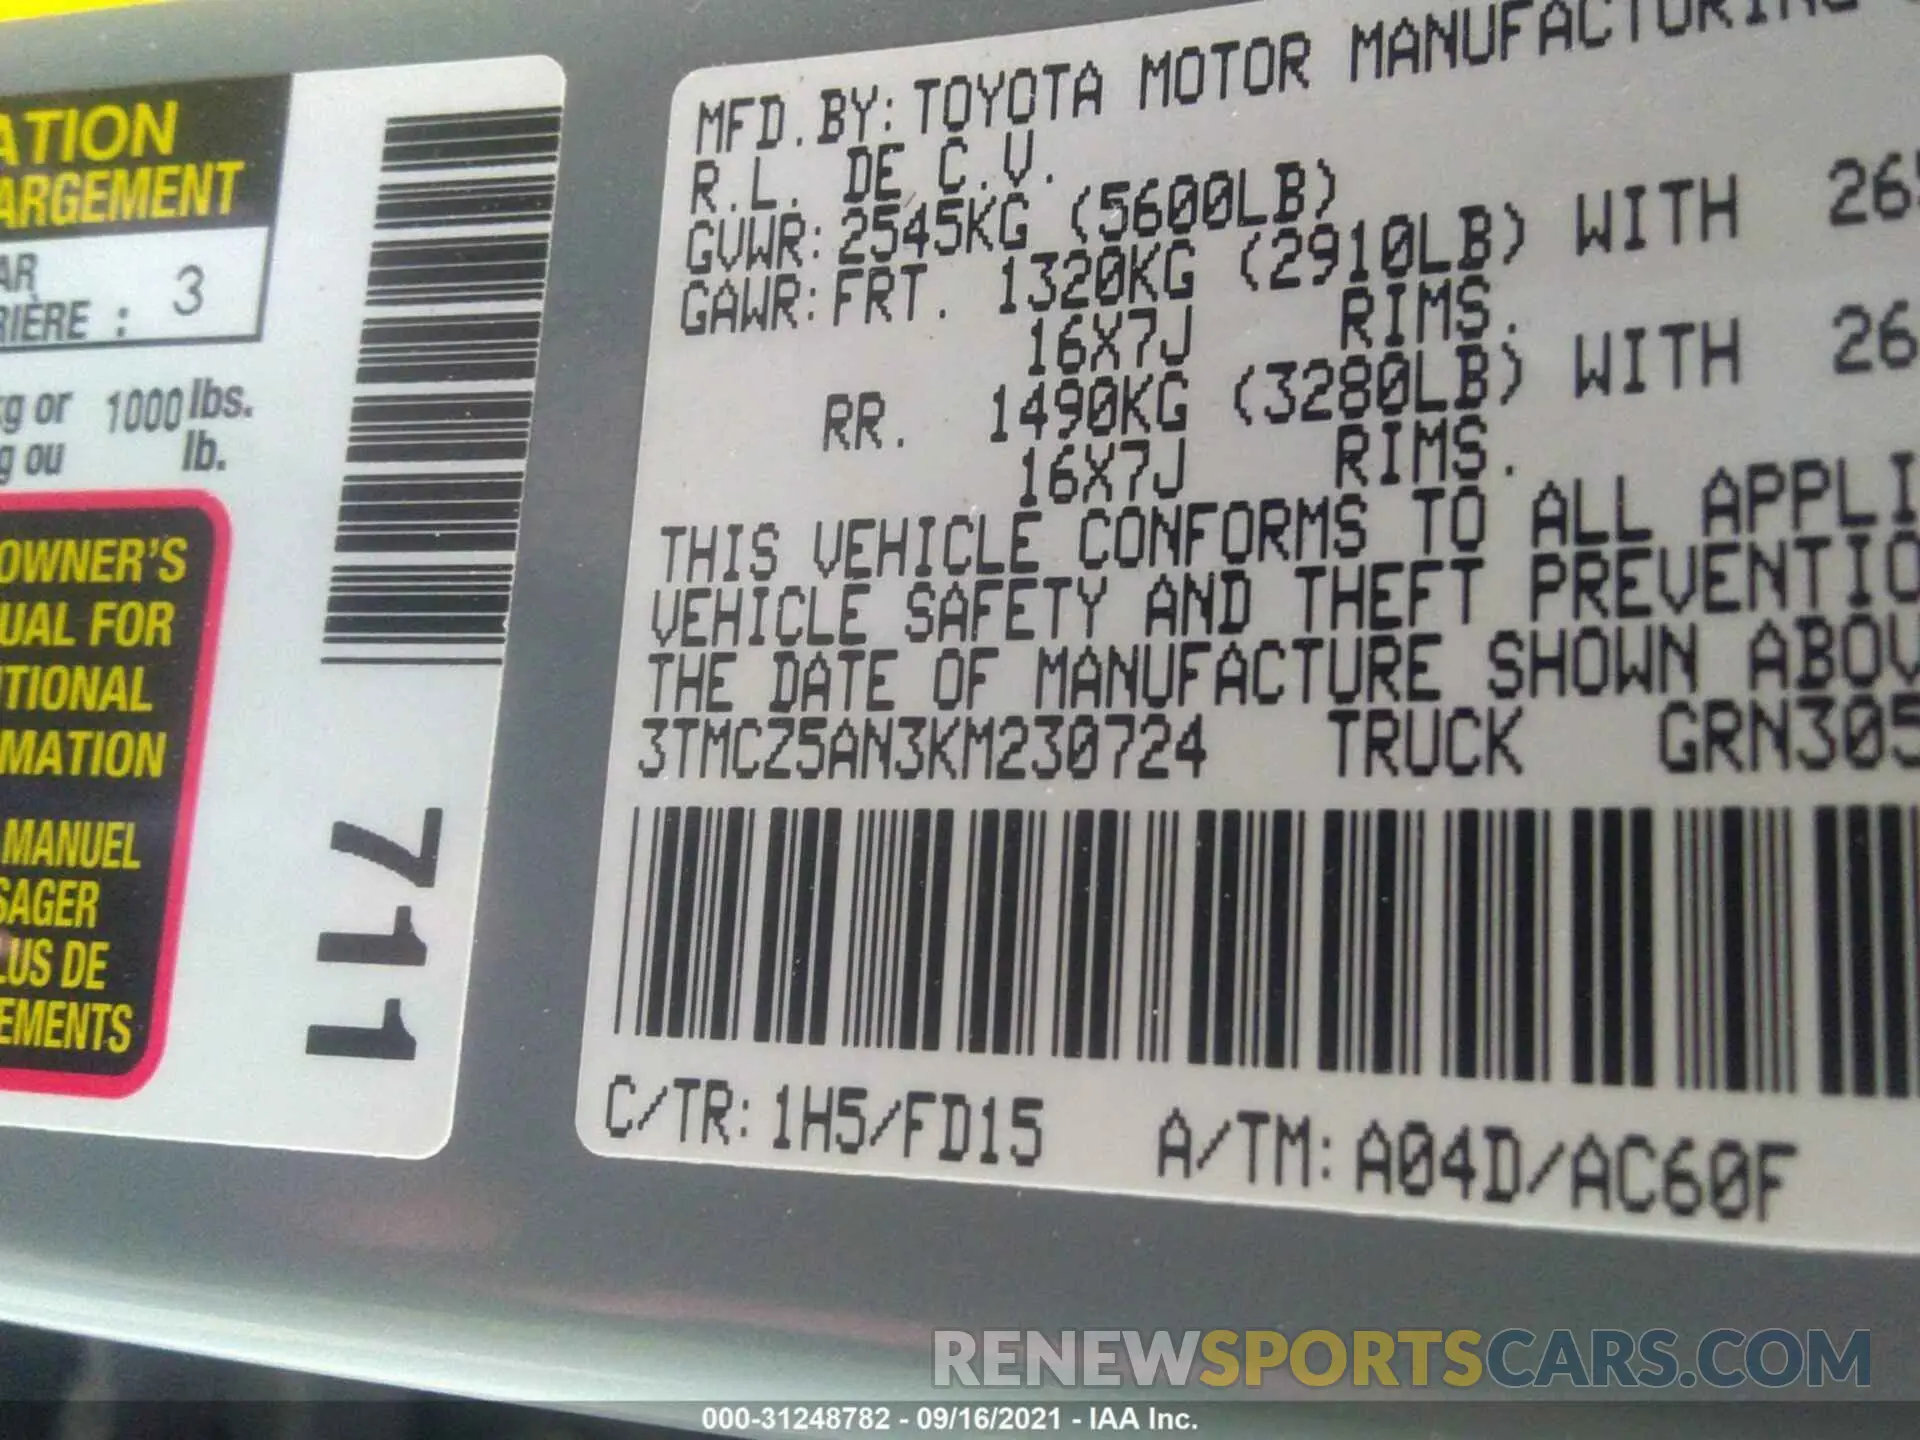 ATION
ARGEMENT
AR
RIÈRE : 3
kg or 1000 lbs.
g ou lb.
OWNER'S
UAL FOR
TIONAL
MATION
MANUEL
SAGER
LUS DE
EMENTS
711
MFD.BY:TOYOTA MOTOR MANUFACTURING
R.L. DE C.V.
GVWR:2545KG (5600LB)
GAWR:FRT. 1320KG (2910LB) WITH 265
16X7J RIMS.
RR. 1490KG (3280LB) WITH 26
16X7J RIMS.
THIS VEHICLE CONFORMS TO ALL APPLI
VEHICLE SAFETY AND THEFT PREVENTIO
THE DATE OF MANUFACTURE SHOWN ABOV
3TMCZ5AN3KM230724 TRUCK GRN305
C/TR:1H5/FD15 A/TM:A04D/AC60F
RENEWSPORTSCARS.COM
000-31248782 - 09/16/2021 - IAA Inc.